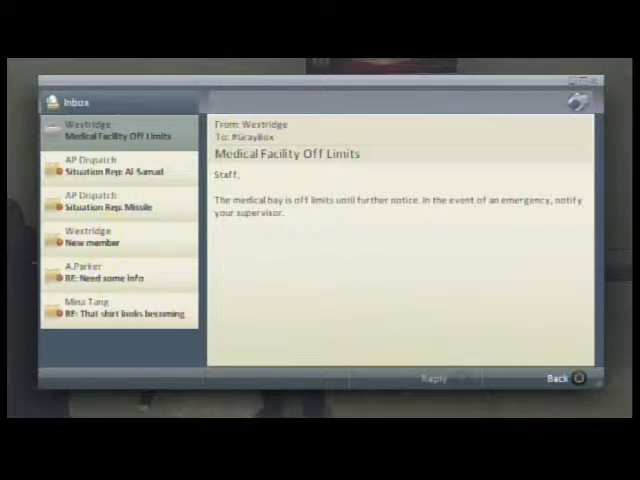 Inbox
Westridge
Medical Facility Off Limits
AP Dispatch
Situation Rep: Al-Samad
AP Dispatch
Situation Rep: Missile
Westridge
New member
A.Parker
RE: Need some info
Mina Tang
RE: That shirt looks becoming
From: Westridge
To: #GrayBox
Medical Facility Off Limits
Staff,
The medical bay is off limits until further notice. In the event of an emergency, notify
your supervisor.
Reply
Back